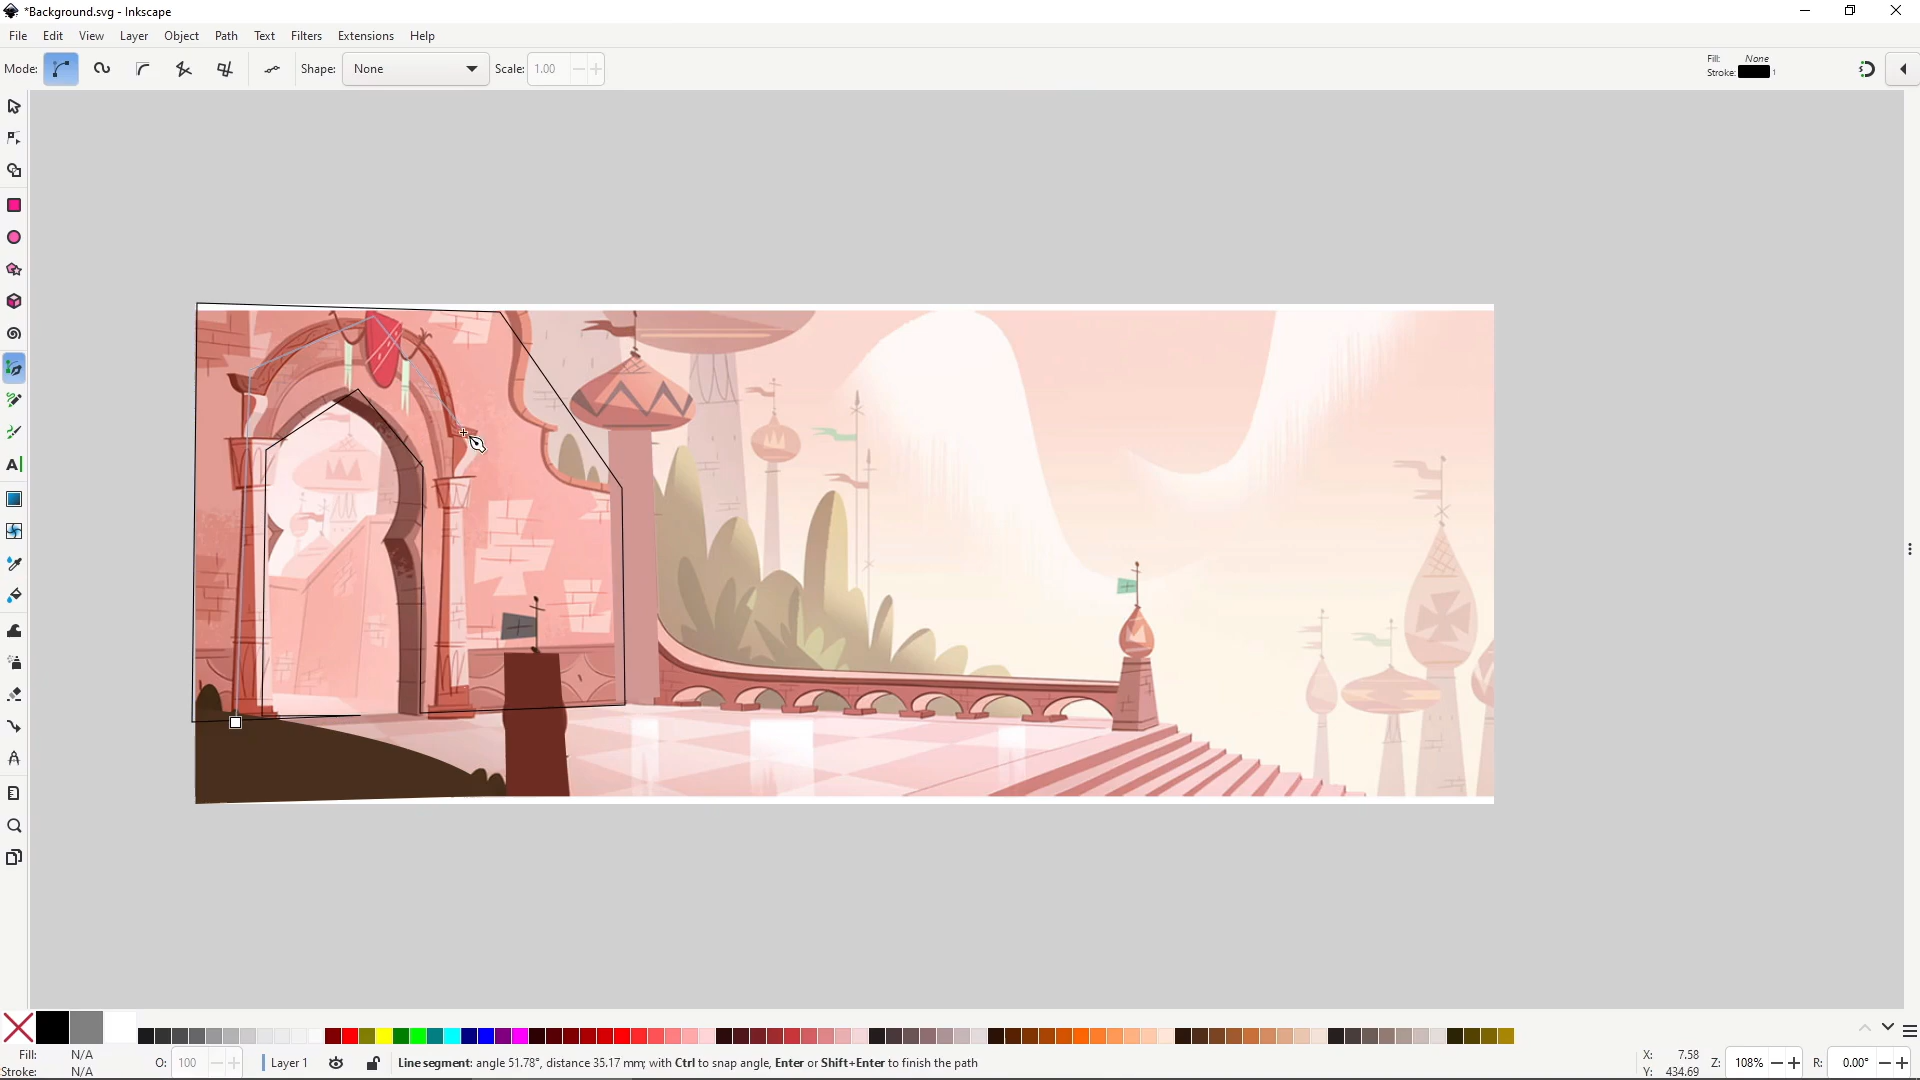 *Background.svg - Inkscape
File Edit View Layer Object Path Text Filters Extensions Help
Mode: Shape: None Scale: 1.00
Fill: None
Stroke: 1
Fill: N/A
Stroke: N/A
O: 100
Layer 1
Line segment: angle 51.78°, distance 35.17 mm; with Ctrl to snap angle, Enter or Shift+Enter to finish the path
X: 7.58
Y: 434.69
Z: 108%
R: 0.00°